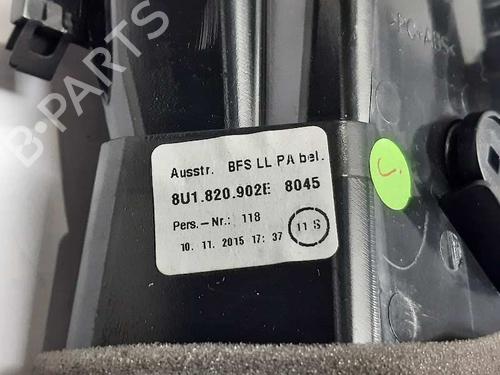 B-PARTS
>PC+ABS<
Ausstr. BFS LL PA bel.
8U1.820.902E 8045
Pers.-Nr.: 118
10. 11. 2015 17: 37
11 S